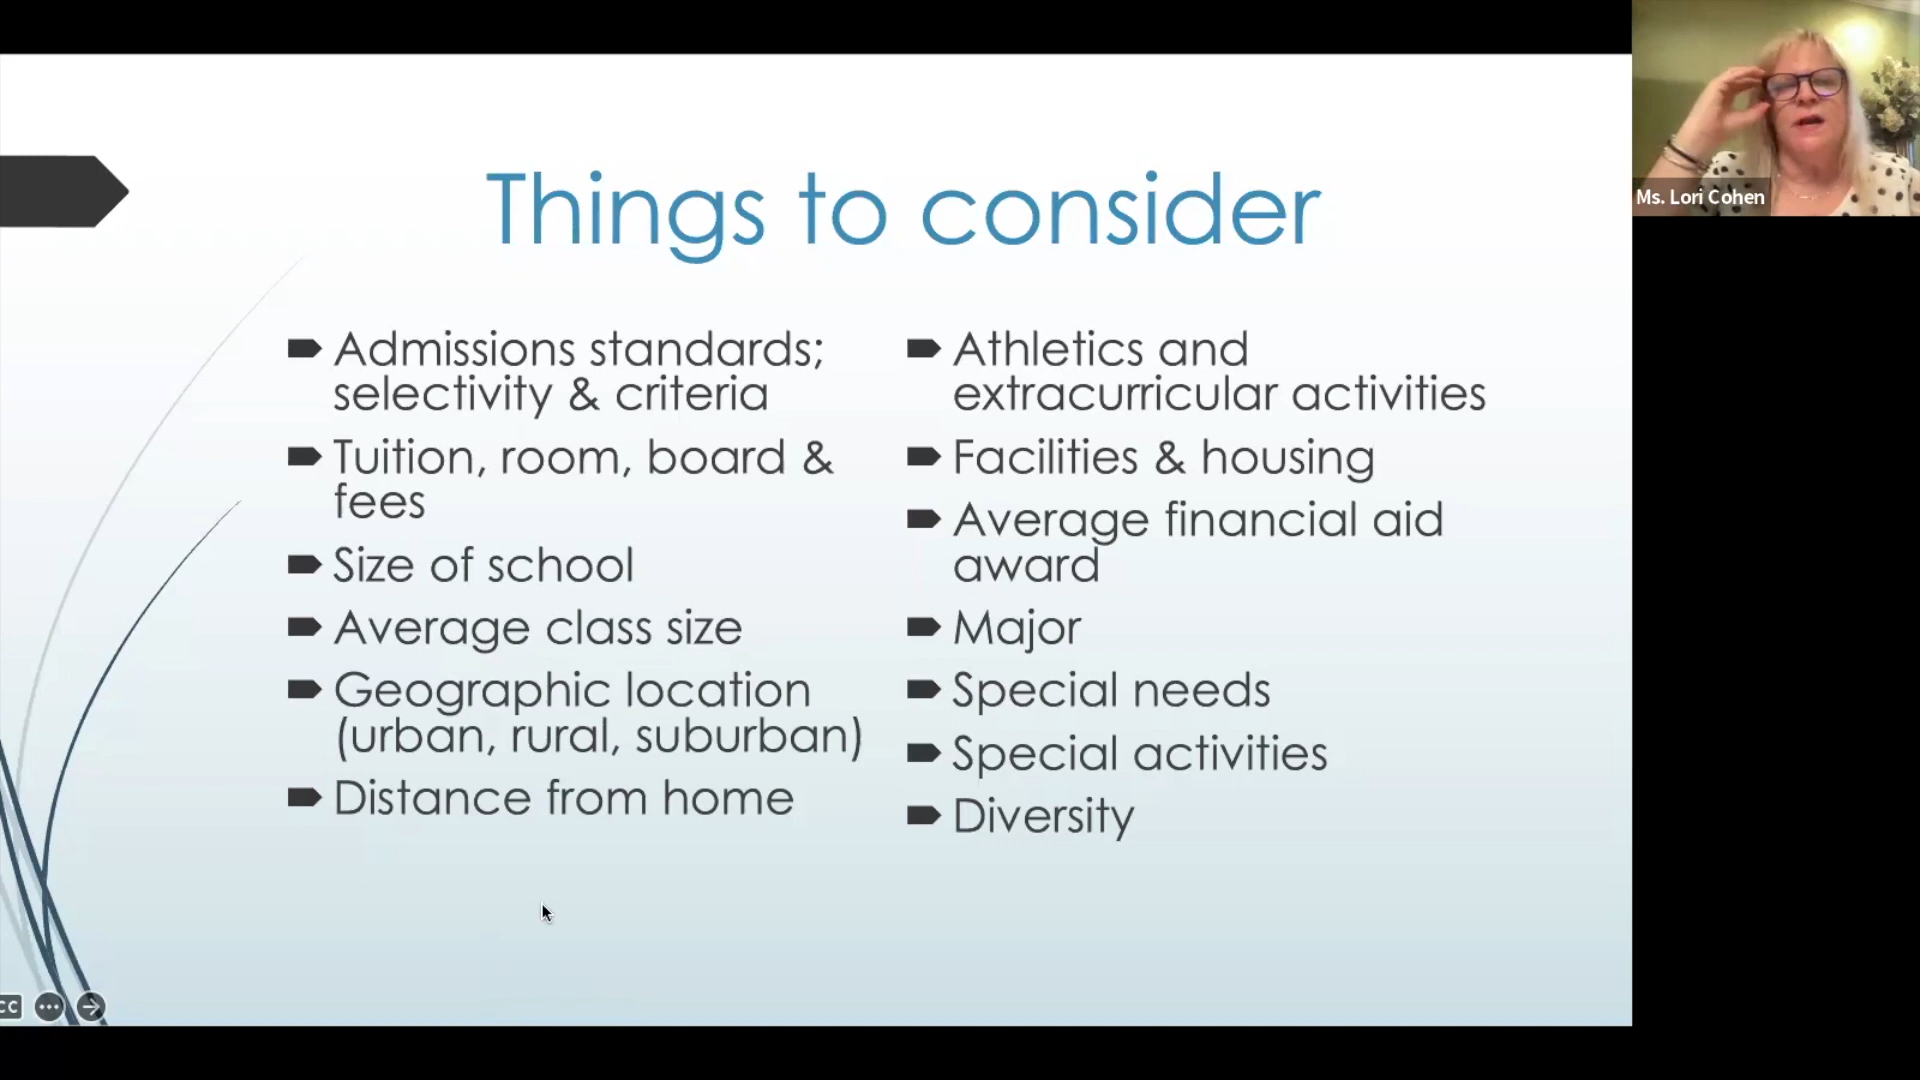 Things to consider
Admissions standards;
selectivity & criteria
Tuition, room, board &
fees
Size of school
Average class size
Geographic location
(urban, rural, suburban)
Distance from home
Athletics and
extracurricular activities
Facilities & housing
Average financial aid
award
Major
Special needs
Special activities
Diversity
Ms. Lori Cohen
CC